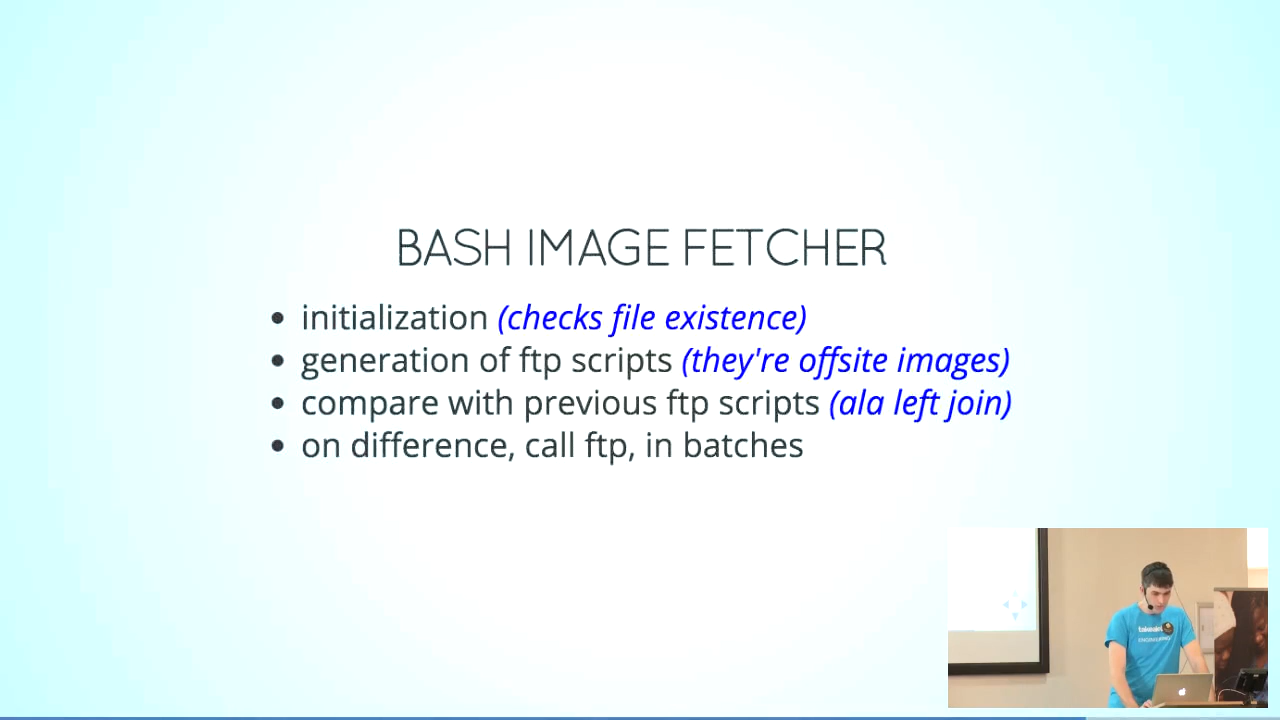 BASH IMAGE FETCHER
initialization (checks file existence)
generation of ftp scripts (they're offsite images)
compare with previous ftp scripts (ala left join)
on difference, call ftp, in batches
ENGINEERING